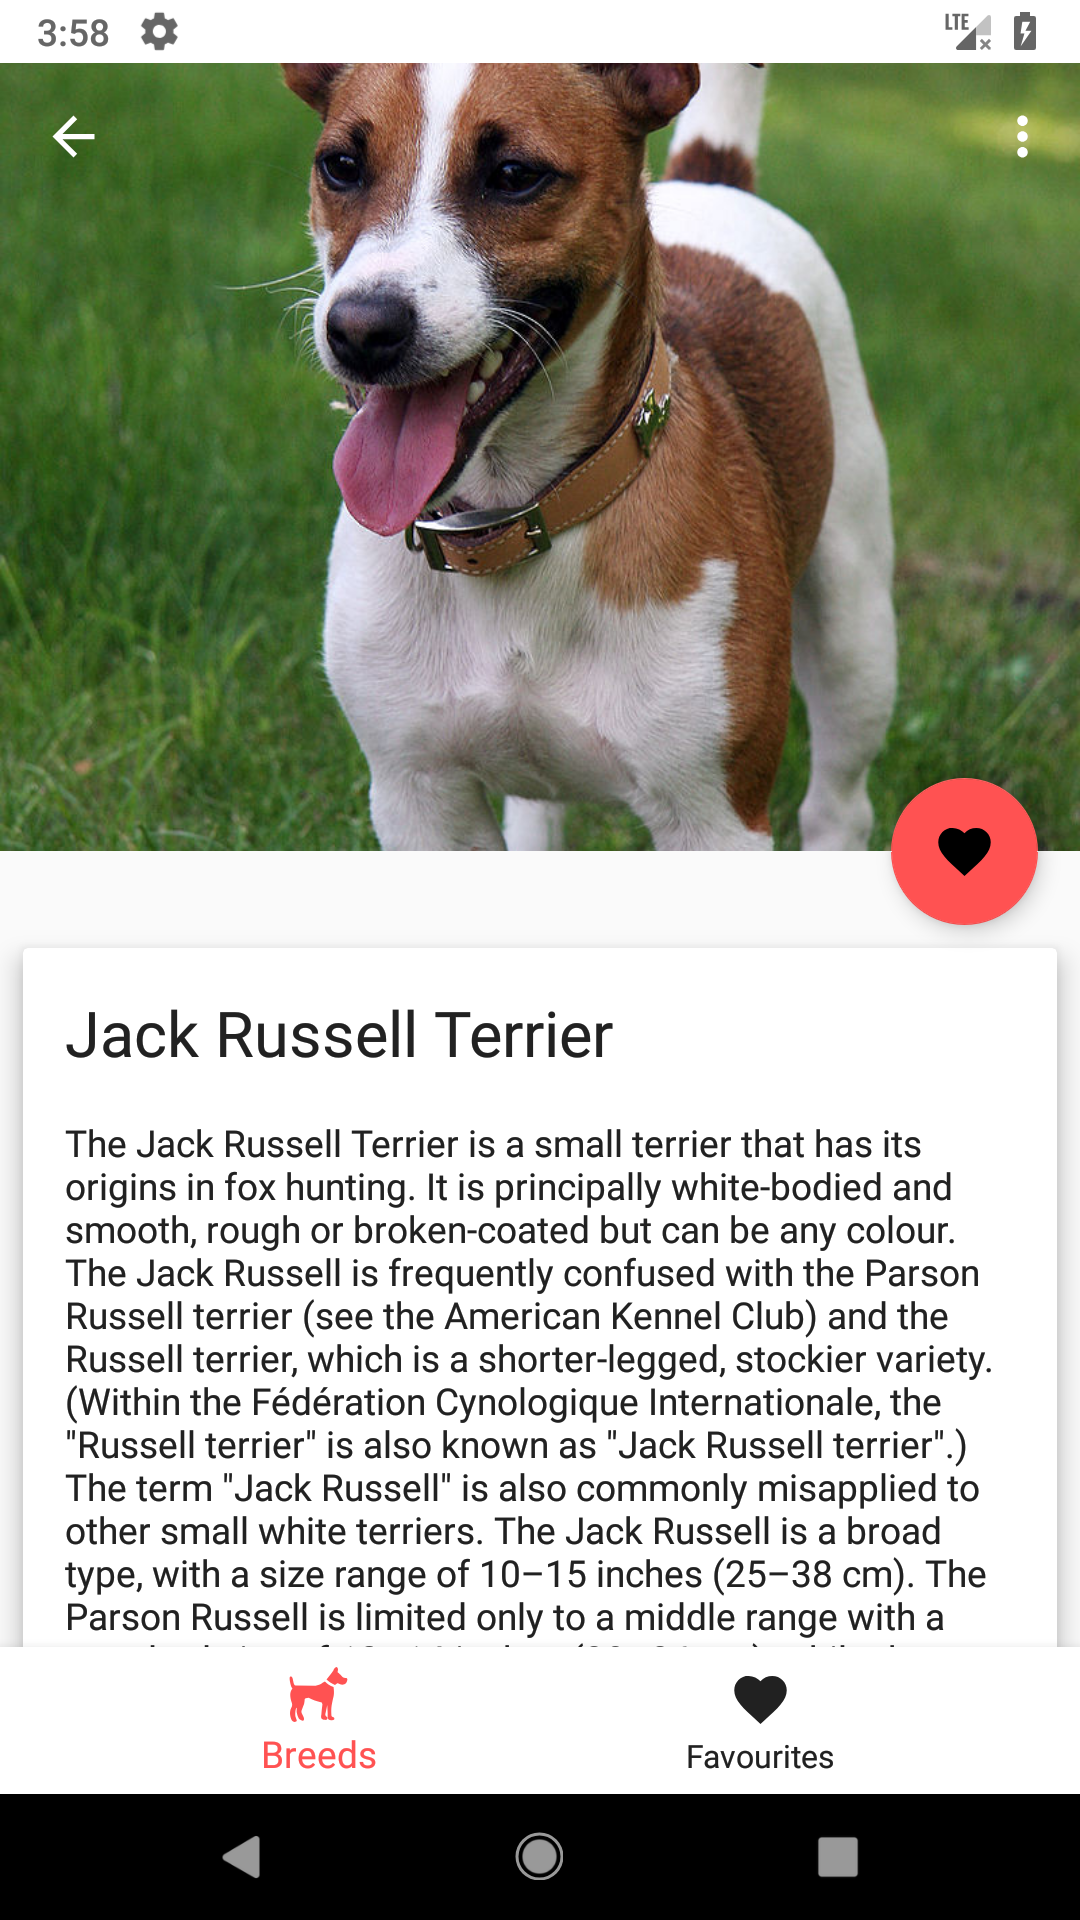 3:58
LTE
Jack Russell Terrier
The Jack Russell Terrier is a small terrier that has its
origins in fox hunting. It is principally white-bodied and
smooth, rough or broken-coated but can be any colour.
The Jack Russell is frequently confused with the Parson
Russell terrier (see the American Kennel Club) and the
Russell terrier, which is a shorter-legged, stockier variety.
(Within the Fédération Cynologique Internationale, the
"Russell terrier" is also known as "Jack Russell terrier".)
The term "Jack Russell" is also commonly misapplied to
other small white terriers. The Jack Russell is a broad
type, with a size range of 10–15 inches (25–38 cm). The
Parson Russell is limited only to a middle range with a
Breeds
Favourites